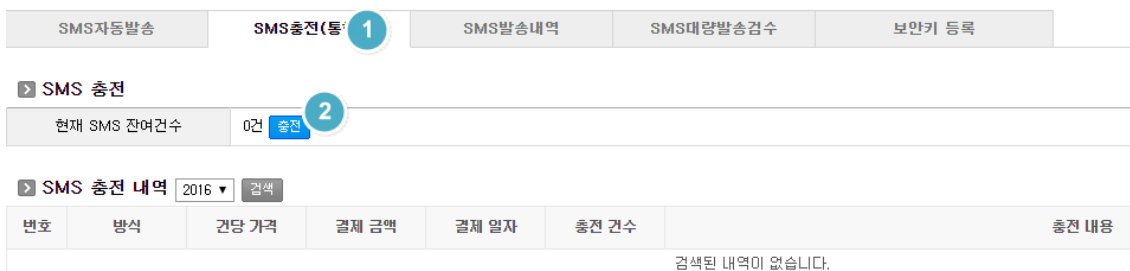 SMS자동발송 SMS충전(통 1 SMS발송내역 SMS대량발송검수 보안키 등록
SMS 충전
2
현재 SMS 잔여건수 0건 충전
SMS 충전 내역 2016 검색
번호 방식 건당 가격 결제 금액 결제 일자 충전 건수 충전 내용
검색된 내역이 없습니다.